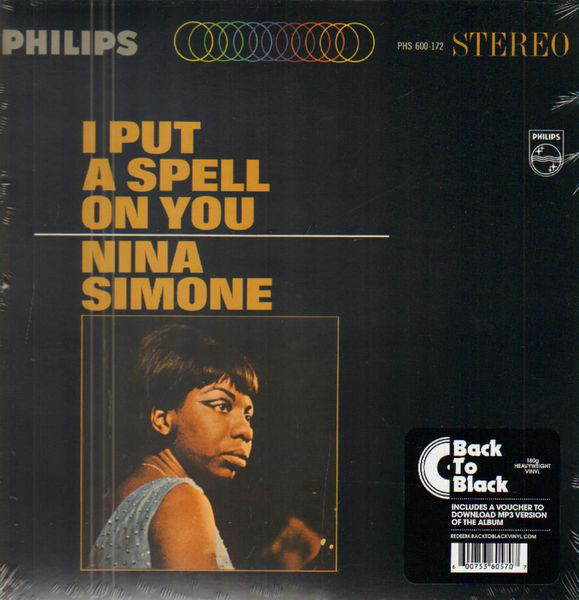 PHILIPS
PHS 600-172 STEREO
PHILIPS
I PUT
A SPELL
ON YOU
NINA
SIMONE
Back
To
Black
180g
HEAVYWEIGHT
VINYL
INCLUDES A VOUCHER TO
DOWNLOAD MP3 VERSION
OF THE ALBUM
REDEEM.BACKTOBLACKVINYL.COM
6 00753 60570 7